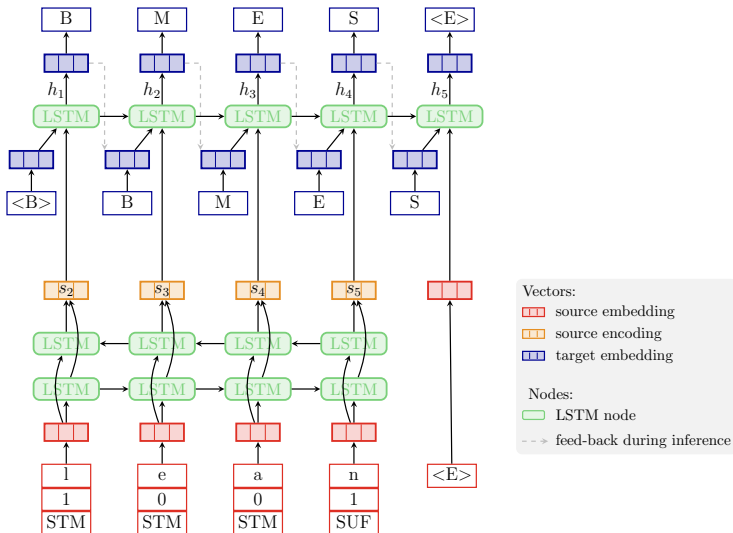 B M E S <E>
h1 h2 h3 h4 h5
LSTM LSTM LSTM LSTM LSTM
<B> B M E S
s2 s3 s4 s5
LSTM LSTM LSTM LSTM
LSTM LSTM LSTM LSTM
l e a n <E>
1 0 0 1
STM STM STM SUF
Vectors:
source embedding
source encoding
target embedding
Nodes:
LSTM node
feed-back during inference